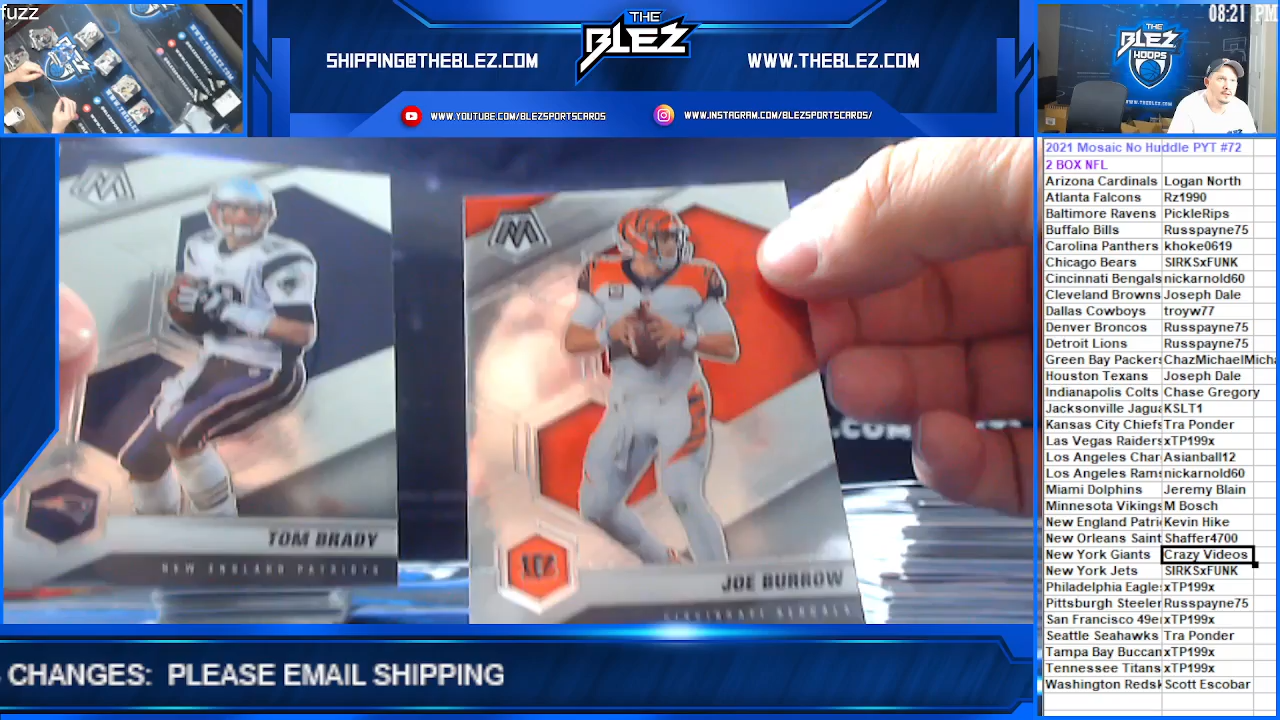 fuzz
THE
BLEZ
SHIPPING@THEBLEZ.COM
WWW.THEBLEZ.COM
WWW.YOUTUBE.COM/BLEZSPORTSCARDS
WWW.INSTAGRAM.COM/BLEZSPORTSCARDS/
08:21 PM
THE
BLEZ
HOOPS
WWW.THEBLEZ.COM
TOM BRADY
NEW ENGLAND PATRIOTS
JOE BURROW
CINCINNATI BENGALS
.COM
CHANGES: PLEASE EMAIL SHIPPING
2021 Mosaic No Huddle PYT #72
2 BOX NFL
Arizona Cardinals Logan North
Atlanta Falcons Rz1990
Baltimore Ravens PickleRips
Buffalo Bills Russpayne75
Carolina Panthers khoke0619
Chicago Bears SIRKSxFUNK
Cincinnati Bengals nickarnold60
Cleveland Browns Joseph Dale
Dallas Cowboys troyw77
Denver Broncos Russpayne75
Detroit Lions Russpayne75
Green Bay Packers ChazMichaelMicha
Houston Texans Joseph Dale
Indianapolis Colts Chase Gregory
Jacksonville Jagua KSLT1
Kansas City Chiefs Tra Ponder
Las Vegas Raiders xTP199x
Los Angeles Char Asianball12
Los Angeles Rams nickarnold60
Miami Dolphins Jeremy Blain
Minnesota Vikings M Bosch
New England Patri Kevin Hike
New Orleans Saint Shaffer4700
New York Giants Crazy Videos
New York Jets SIRKSxFUNK
Philadelphia Eagle xTP199x
Pittsburgh Steeler Russpayne75
San Francisco 49e xTP199x
Seattle Seahawks Tra Ponder
Tampa Bay Buccan xTP199x
Tennessee Titans xTP199x
Washington Redsk Scott Escobar